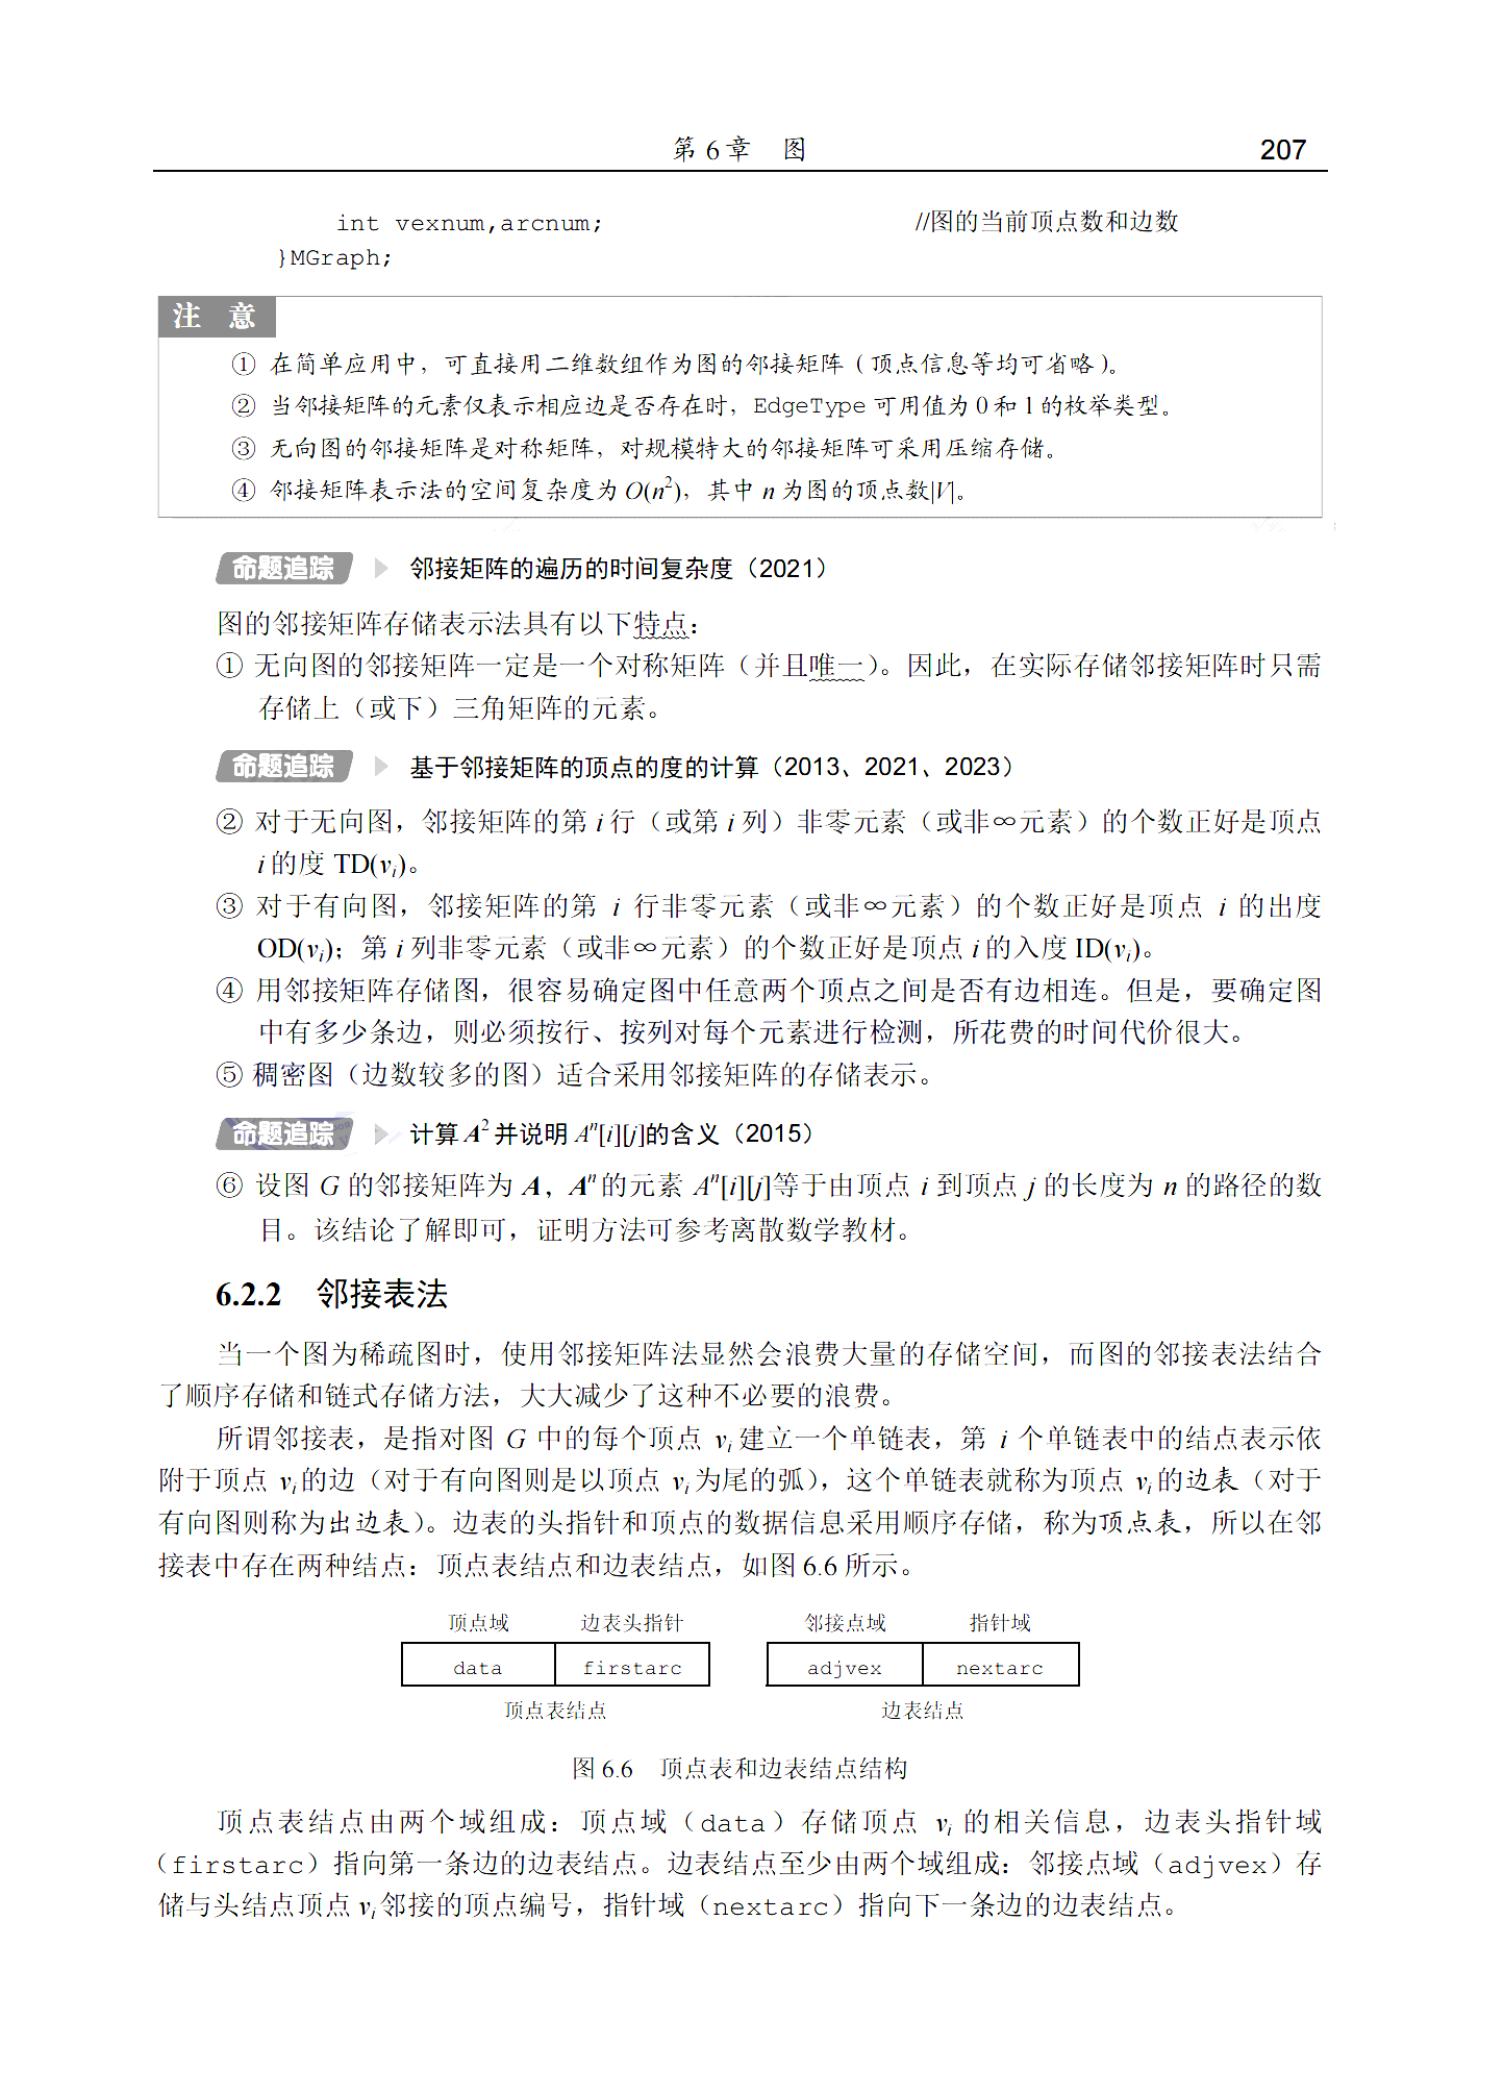 第 6 章 图 207
int vexnum,arcnum; //图的当前顶点数和边数
}MGraph;
注 意
① 在简单应用中，可直接用二维数组作为图的邻接矩阵（顶点信息等均可省略）。
② 当邻接矩阵的元素仅表示相应边是否存在时，EdgeType 可用值为 0 和 1 的枚举类型。
③ 无向图的邻接矩阵是对称矩阵，对规模特大的邻接矩阵可采用压缩存储。
④ 邻接矩阵表示法的空间复杂度为 O(n²)，其中 n 为图的顶点数|V|。
命题追踪 ▶ 邻接矩阵的遍历的时间复杂度（2021）
图的邻接矩阵存储表示法具有以下特点：
① 无向图的邻接矩阵一定是一个对称矩阵（并且唯一）。因此，在实际存储邻接矩阵时只需
存储上（或下）三角矩阵的元素。
命题追踪 ▶ 基于邻接矩阵的顶点的度的计算（2013、2021、2023）
② 对于无向图，邻接矩阵的第 i 行（或第 i 列）非零元素（或非∞元素）的个数正好是顶点
i 的度 TD(vᵢ)。
③ 对于有向图，邻接矩阵的第 i 行非零元素（或非∞元素）的个数正好是顶点 i 的出度
OD(vᵢ)；第 i 列非零元素（或非∞元素）的个数正好是顶点 i 的入度 ID(vᵢ)。
④ 用邻接矩阵存储图，很容易确定图中任意两个顶点之间是否有边相连。但是，要确定图
中有多少条边，则必须按行、按列对每个元素进行检测，所花费的时间代价很大。
⑤ 稠密图（边数较多的图）适合采用邻接矩阵的存储表示。
命题追踪 ▶ 计算 A² 并说明 Aⁿ[i][j]的含义（2015）
⑥ 设图 G 的邻接矩阵为 A，Aⁿ 的元素 Aⁿ[i][j]等于由顶点 i 到顶点 j 的长度为 n 的路径的数
目。该结论了解即可，证明方法可参考离散数学教材。
6.2.2 邻接表法
当一个图为稀疏图时，使用邻接矩阵法显然会浪费大量的存储空间，而图的邻接表法结合
了顺序存储和链式存储方法，大大减少了这种不必要的浪费。
所谓邻接表，是指对图 G 中的每个顶点 vᵢ 建立一个单链表，第 i 个单链表中的结点表示依
附于顶点 vᵢ 的边（对于有向图则是以顶点 vᵢ 为尾的弧），这个单链表就称为顶点 vᵢ 的边表（对于
有向图则称为出边表）。边表的头指针和顶点的数据信息采用顺序存储，称为顶点表，所以在邻
接表中存在两种结点：顶点表结点和边表结点，如图 6.6 所示。
顶点域 边表头指针 邻接点域 指针域
data firstarc adjvex nextarc
顶点表结点 边表结点
图 6.6 顶点表和边表结点结构
顶点表结点由两个域组成：顶点域（data）存储顶点 vᵢ 的相关信息，边表头指针域
（firstarc）指向第一条边的边表结点。边表结点至少由两个域组成：邻接点域（adjvex）存
储与头结点顶点 vᵢ 邻接的顶点编号，指针域（nextarc）指向下一条边的边表结点。